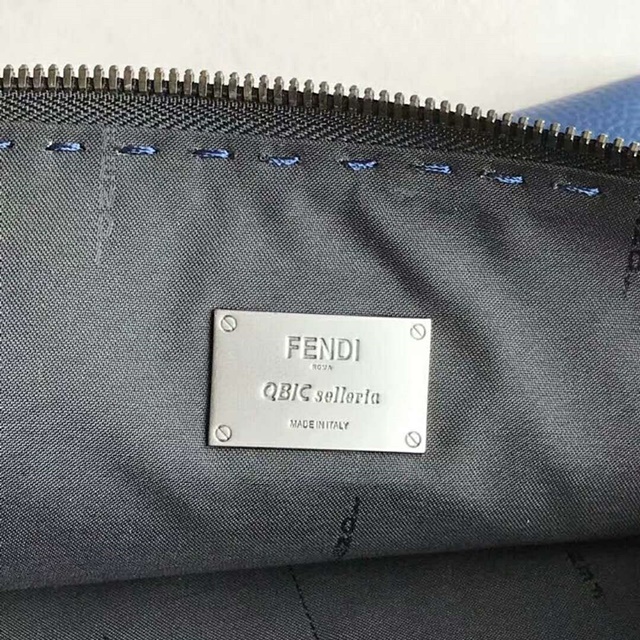 FENDI
ROMA
QBIC selleria
MADE IN ITALY